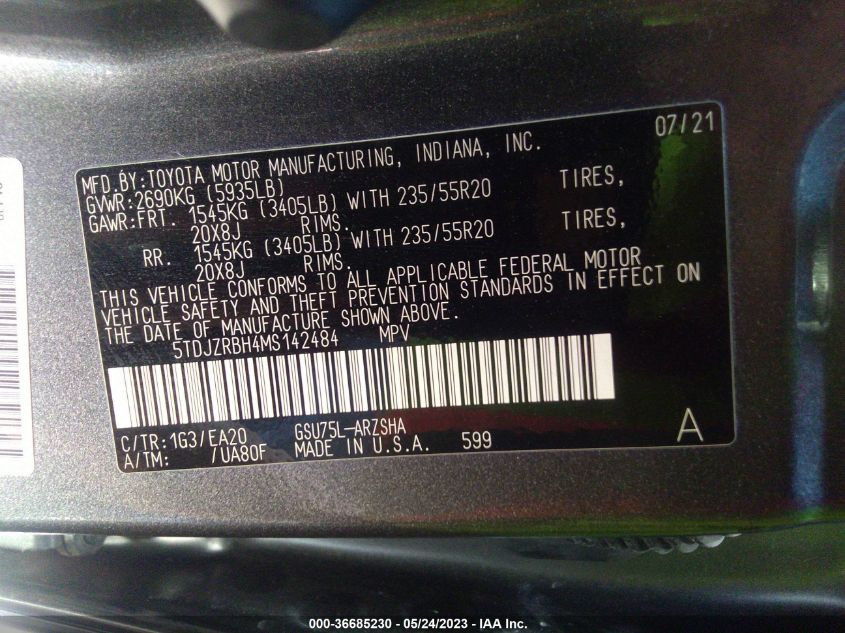 07/21
MFD.BY:TOYOTA MOTOR MANUFACTURING, INDIANA, INC.
GVWR:2690KG (5935LB)
GAWR:FRT. 1545KG (3405LB) WITH 235/55R20 TIRES,
20X8J RIMS.
RR. 1545KG (3405LB) WITH 235/55R20 TIRES,
20X8J RIMS.
THIS VEHICLE CONFORMS TO ALL APPLICABLE FEDERAL MOTOR
VEHICLE SAFETY AND THEFT PREVENTION STANDARDS IN EFFECT ON
THE DATE OF MANUFACTURE SHOWN ABOVE.
5TDJZRBH4MS142484 MPV
C/TR:1G3/EA20 GSU75L-ARZSHA
A/TM: /UA80F MADE IN U.S.A. 599
A
000-36685230 - 05/24/2023 - IAA Inc.